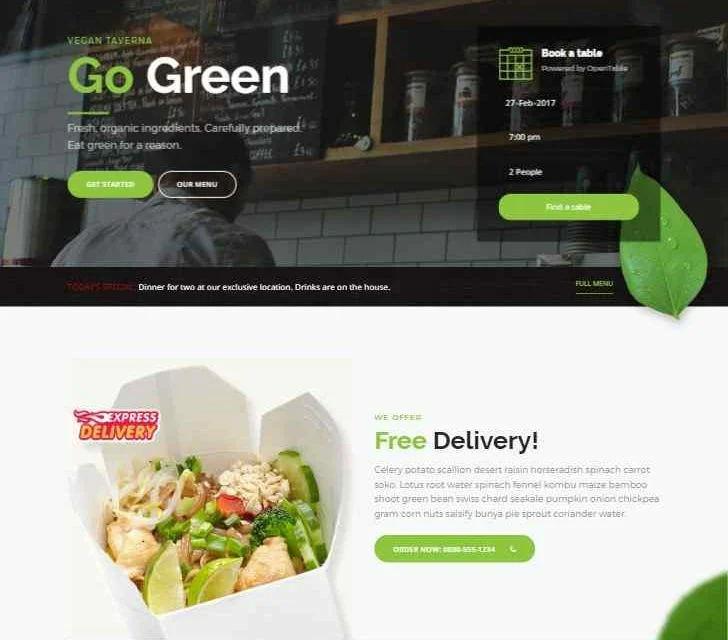 VEGAN TAVERNA
Go Green
Fresh, organic ingredients. Carefully prepared.
Eat green for a reason.
GET STARTED
OUR MENU
Book a table
Powered by OpenTable
27-Feb-2017
7:00 pm
2 People
Find a table
TODAY'S SPECIAL: Dinner for two at our exclusive location. Drinks are on the house.
FULL MENU
EXPRESS
DELIVERY
WE OFFER
Free Delivery!
Celery potato scallion desert raisin horseradish spinach carrot
soko. Lotus root water spinach fennel kombu maize bamboo
shoot green bean swiss chard seakale pumpkin onion chickpea
gram corn nuts salsify bunya pie sprout coriander water.
ORDER NOW: 0800-555-1234